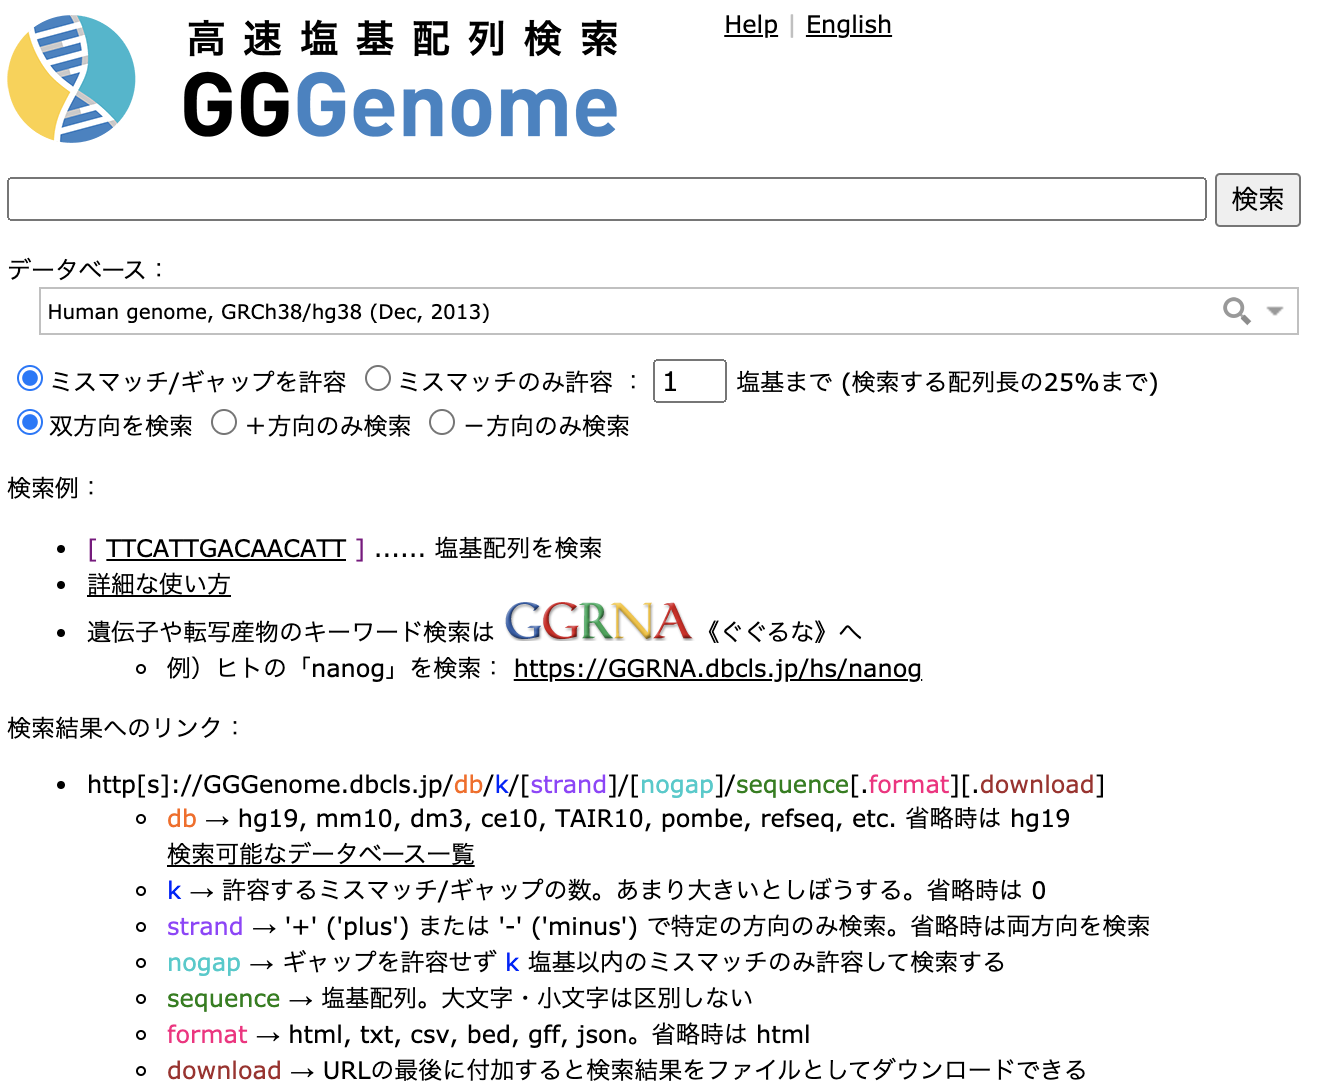 高速塩基配列検索
GGGenome
Help | English
検索
データベース：
Human genome, GRCh38/hg38 (Dec, 2013)
ミスマッチ/ギャップを許容 ミスマッチのみ許容 ： 1 塩基まで (検索する配列長の25%まで)
双方向を検索 ＋方向のみ検索 －方向のみ検索
検索例：
• [ TTCATTGACAACATT ] ...... 塩基配列を検索
• 詳細な使い方
• 遺伝子や転写産物のキーワード検索は GGRNA 《ぐぐるな》へ
◦ 例）ヒトの「nanog」を検索： https://GGRNA.dbcls.jp/hs/nanog
検索結果へのリンク：
• http[s]://GGGenome.dbcls.jp/db/k/[strand]/[nogap]/sequence[.format][.download]
◦ db → hg19, mm10, dm3, ce10, TAIR10, pombe, refseq, etc. 省略時は hg19
検索可能なデータベース一覧
◦ k → 許容するミスマッチ/ギャップの数。あまり大きいとしぼうする。省略時は 0
◦ strand → '+' ('plus') または '-' ('minus') で特定の方向のみ検索。省略時は両方向を検索
◦ nogap → ギャップを許容せず k 塩基以内のミスマッチのみ許容して検索する
◦ sequence → 塩基配列。大文字・小文字は区別しない
◦ format → html, txt, csv, bed, gff, json。省略時は html
◦ download → URLの最後に付加すると検索結果をファイルとしてダウンロードできる